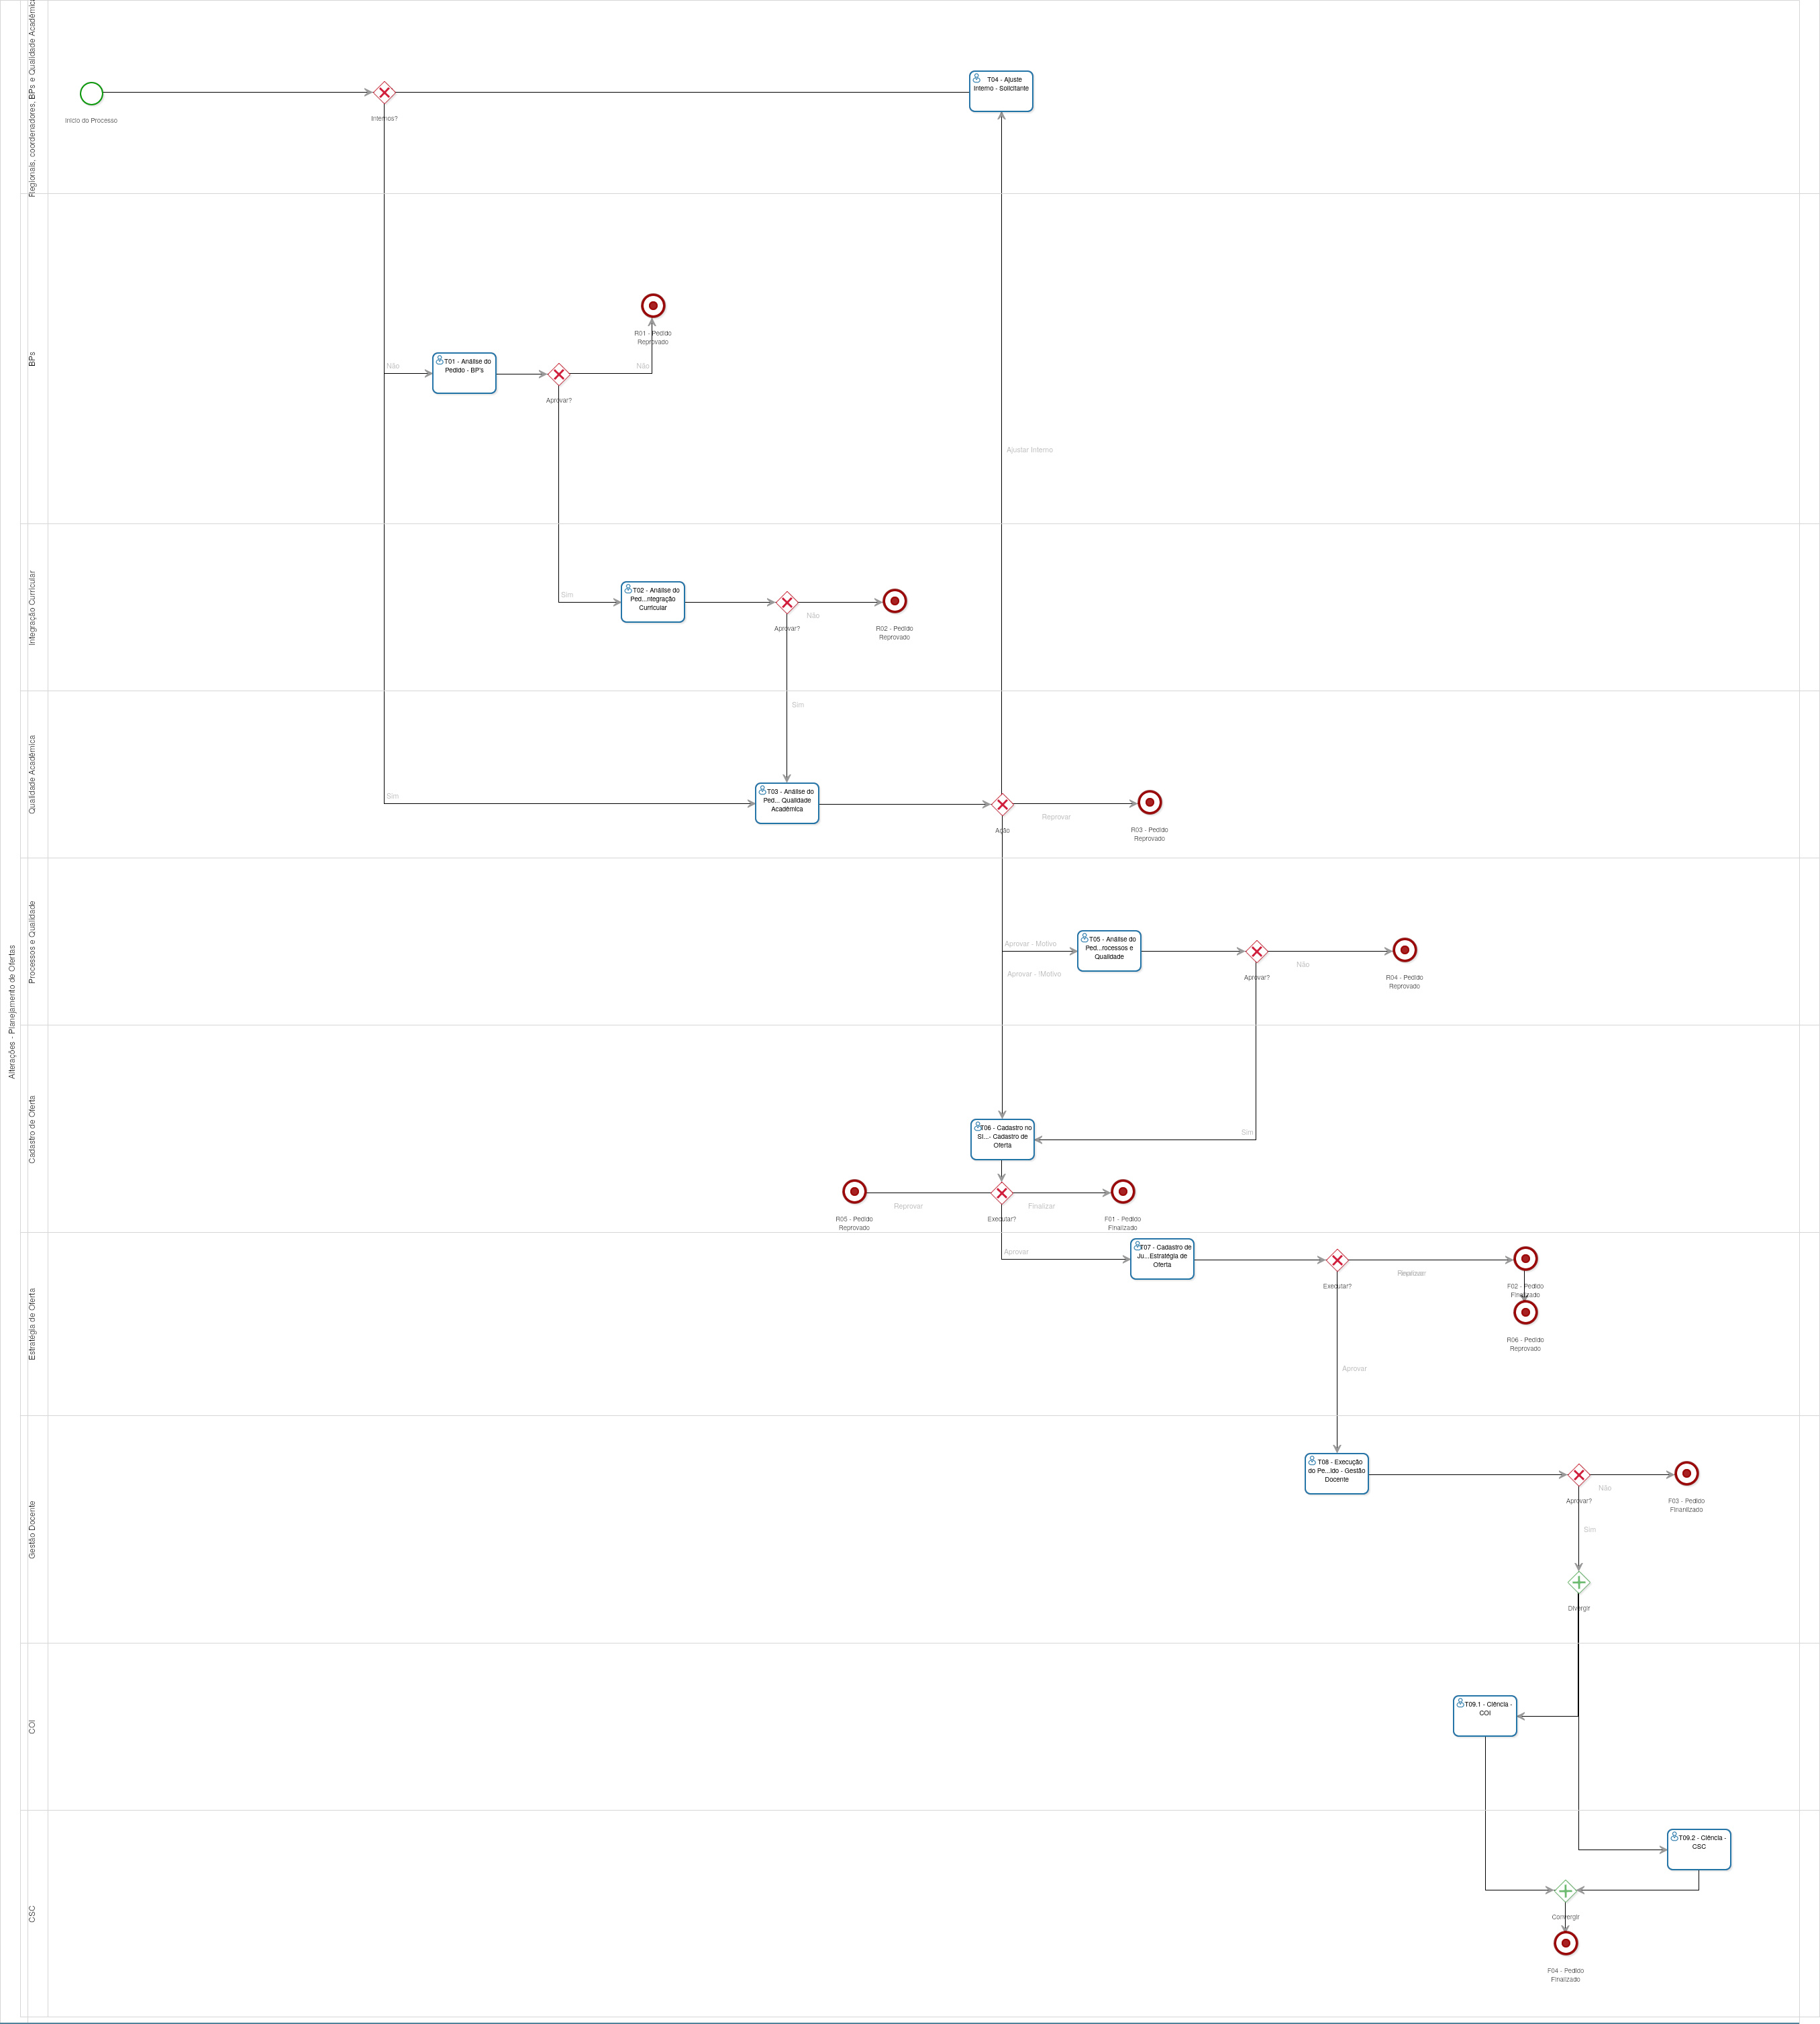 Alterações - Planejamento de Ofertas
Regionais, coordenadores, BPs e Qualidade Acadêmica
Início do Processo
Internos?
T04 - Ajuste
Interno - Solicitante
BPs
R01 - Pedido
Reprovado
Não
T01 - Análise do
Pedido - BP's
Não
Aprovar?
Ajustar Interno
Integração Curricular
Sim
T02 - Análise do
Ped...ntegração
Curricular
Aprovar?
Não
R02 - Pedido
Reprovado
Sim
Qualidade Acadêmica
Sim
T03 - Análise do
Ped... Qualidade
Acadêmica
Ação
Reprovar
R03 - Pedido
Reprovado
Processos e Qualidade
Aprovar - Motivo
Aprovar - !Motivo
T05 - Análise do
Ped...rocessos e
Qualidade
Aprovar?
Não
R04 - Pedido
Reprovado
Cadastro de Oferta
Sim
T06 - Cadastro no
Si...- Cadastro de
Oferta
R05 - Pedido
Reprovado
Reprovar
Executar?
Finalizar
F01 - Pedido
Finalizado
Estratégia de Oferta
Aprovar
T07 - Cadastro de
Ju...Estratégia de
Oferta
Executar?
F02 - Pedido
Finalizado
R06 - Pedido
Reprovado
Aprovar
Gestão Docente
T08 - Execução
do Pe...ido - Gestão
Docente
Aprovar?
Não
F03 - Pedido
Finanlizado
Sim
Divergir
COI
T09.1 - Ciência -
COI
CSC
T09.2 - Ciência -
CSC
Convergir
F04 - Pedido
Finalizado